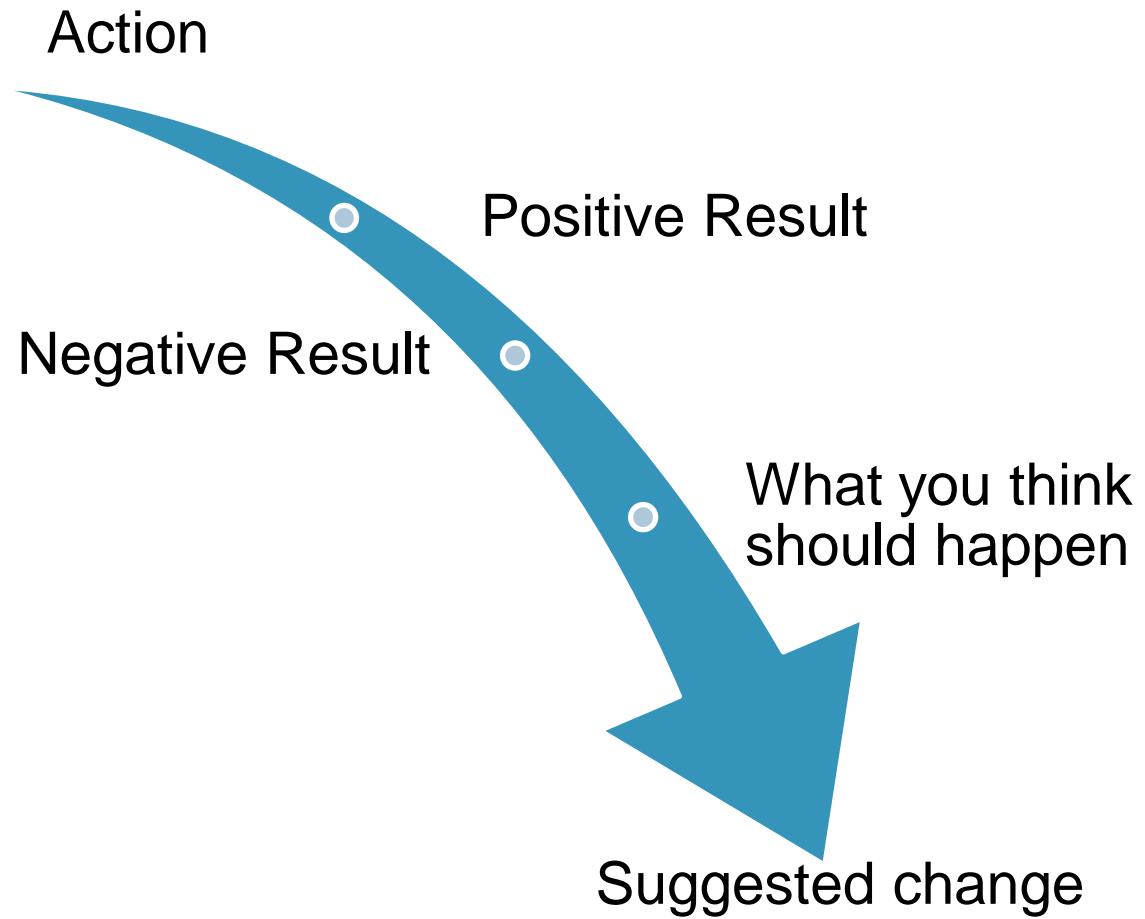 Action
Positive Result
Negative Result
What you think
should happen
Suggested change